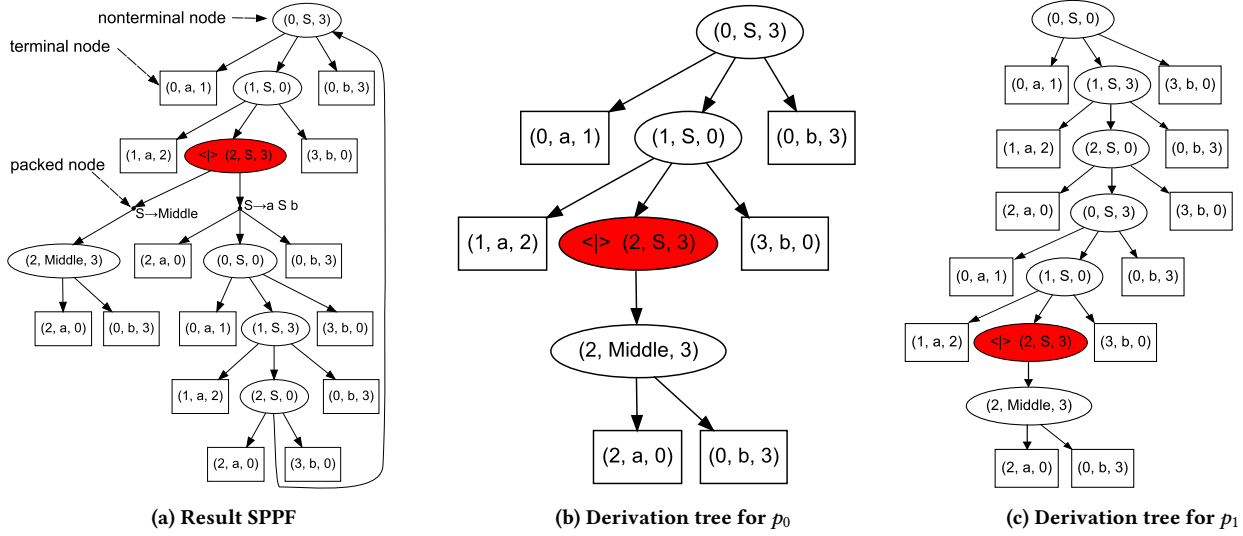 nonterminal node
(0, S, 3)
terminal node
(0, a, 1)
(1, S, 0)
(0, b, 3)
(1, a, 2)
<|> (2, S, 3)
(3, b, 0)
packed node
S→Middle
S→a S b
(2, Middle, 3)
(2, a, 0)
(0, S, 0)
(0, b, 3)
(2, a, 0)
(0, b, 3)
(0, a, 1)
(1, S, 3)
(3, b, 0)
(1, a, 2)
(2, S, 0)
(0, b, 3)
(2, a, 0)
(3, b, 0)
(a) Result SPPF
(0, S, 3)
(0, a, 1)
(1, S, 0)
(0, b, 3)
(1, a, 2)
<|> (2, S, 3)
(3, b, 0)
(2, Middle, 3)
(2, a, 0)
(0, b, 3)
(b) Derivation tree for p0
(0, S, 0)
(0, a, 1)
(1, S, 3)
(3, b, 0)
(1, a, 2)
(2, S, 0)
(0, b, 3)
(2, a, 0)
(0, S, 3)
(3, b, 0)
(0, a, 1)
(1, S, 0)
(0, b, 3)
(1, a, 2)
<|> (2, S, 3)
(3, b, 0)
(2, Middle, 3)
(2, a, 0)
(0, b, 3)
(c) Derivation tree for p1